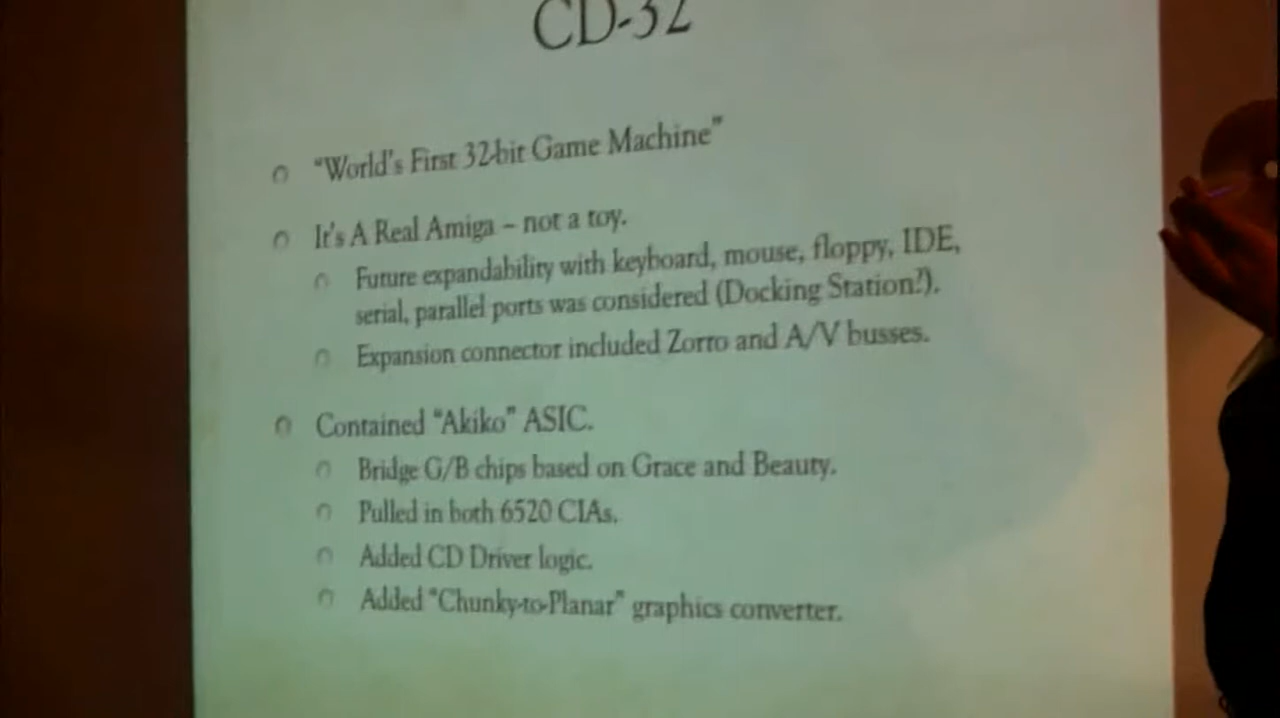 CD-32
"World's First 32-bit Game Machine"
It's A Real Amiga – not a toy.
Future expandability with keyboard, mouse, floppy, IDE,
serial, parallel ports was considered (Docking Station?).
Expansion connector included Zorro and A/V busses.
Contained "Akiko" ASIC.
Bridge G/B chips based on Grace and Beauty.
Pulled in both 6520 CIAs.
Added CD Driver logic.
Added "Chunky-to-Planar" graphics converter.